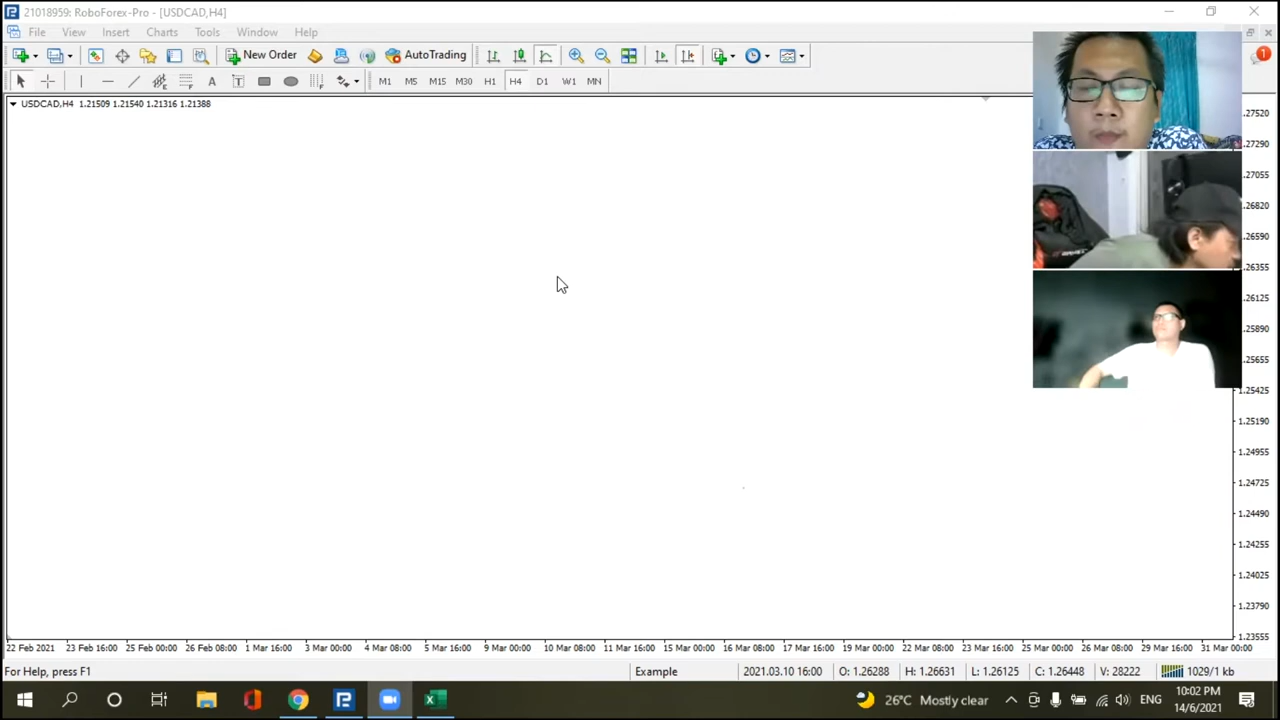 21018959: RoboForex-Pro - [USDCAD,H4]
File View Insert Charts Tools Window Help
New Order AutoTrading 1
A T M1 M5 M15 M30 H1 H4 D1 W1 MN
USDCAD,H4 1.21509 1.21540 1.21316 1.21388
.27520
.27290
.27055
.26820
.26590
.26355
.26125
.25890
.25655
1.25425
1.25190
1.24955
1.24725
1.24490
1.24255
1.24025
1.23790
1.23555
22 Feb 2021 23 Feb 16:00 25 Feb 00:00 26 Feb 08:00 1 Mar 16:00 3 Mar 00:00 4 Mar 08:00 5 Mar 16:00 9 Mar 00:00 10 Mar 08:00 11 Mar 16:00 15 Mar 00:00 16 Mar 08:00 17 Mar 16:00 19 Mar 00:00 22 Mar 08:00 23 Mar 16:00 25 Mar 00:00 26 Mar 08:00 29 Mar 16:00 31 Mar 00:00
For Help, press F1 Example 2021.03.10 16:00 O: 1.26288 H: 1.26631 L: 1.26125 C: 1.26448 V: 28222 1029/1 kb
26°C Mostly clear ENG 10:02 PM
14/6/2021